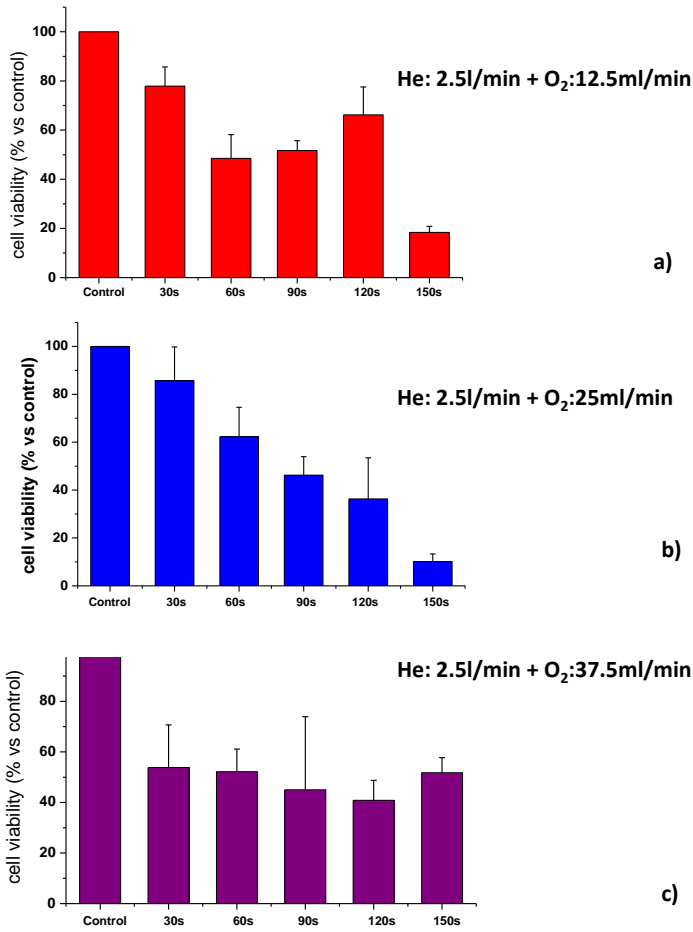 100
80
60
40
20
0
cell viability (% vs control)
Control 30s 60s 90s 120s 150s
He: 2.5l/min + O₂:12.5ml/min
a)
100
80
60
40
20
0
cell viability (% vs control)
Control 30s 60s 90s 120s 150s
He: 2.5l/min + O₂:25ml/min
b)
80
60
40
20
0
cell viability (% vs control)
Control 30s 60s 90s 120s 150s
He: 2.5l/min + O₂:37.5ml/min
c)